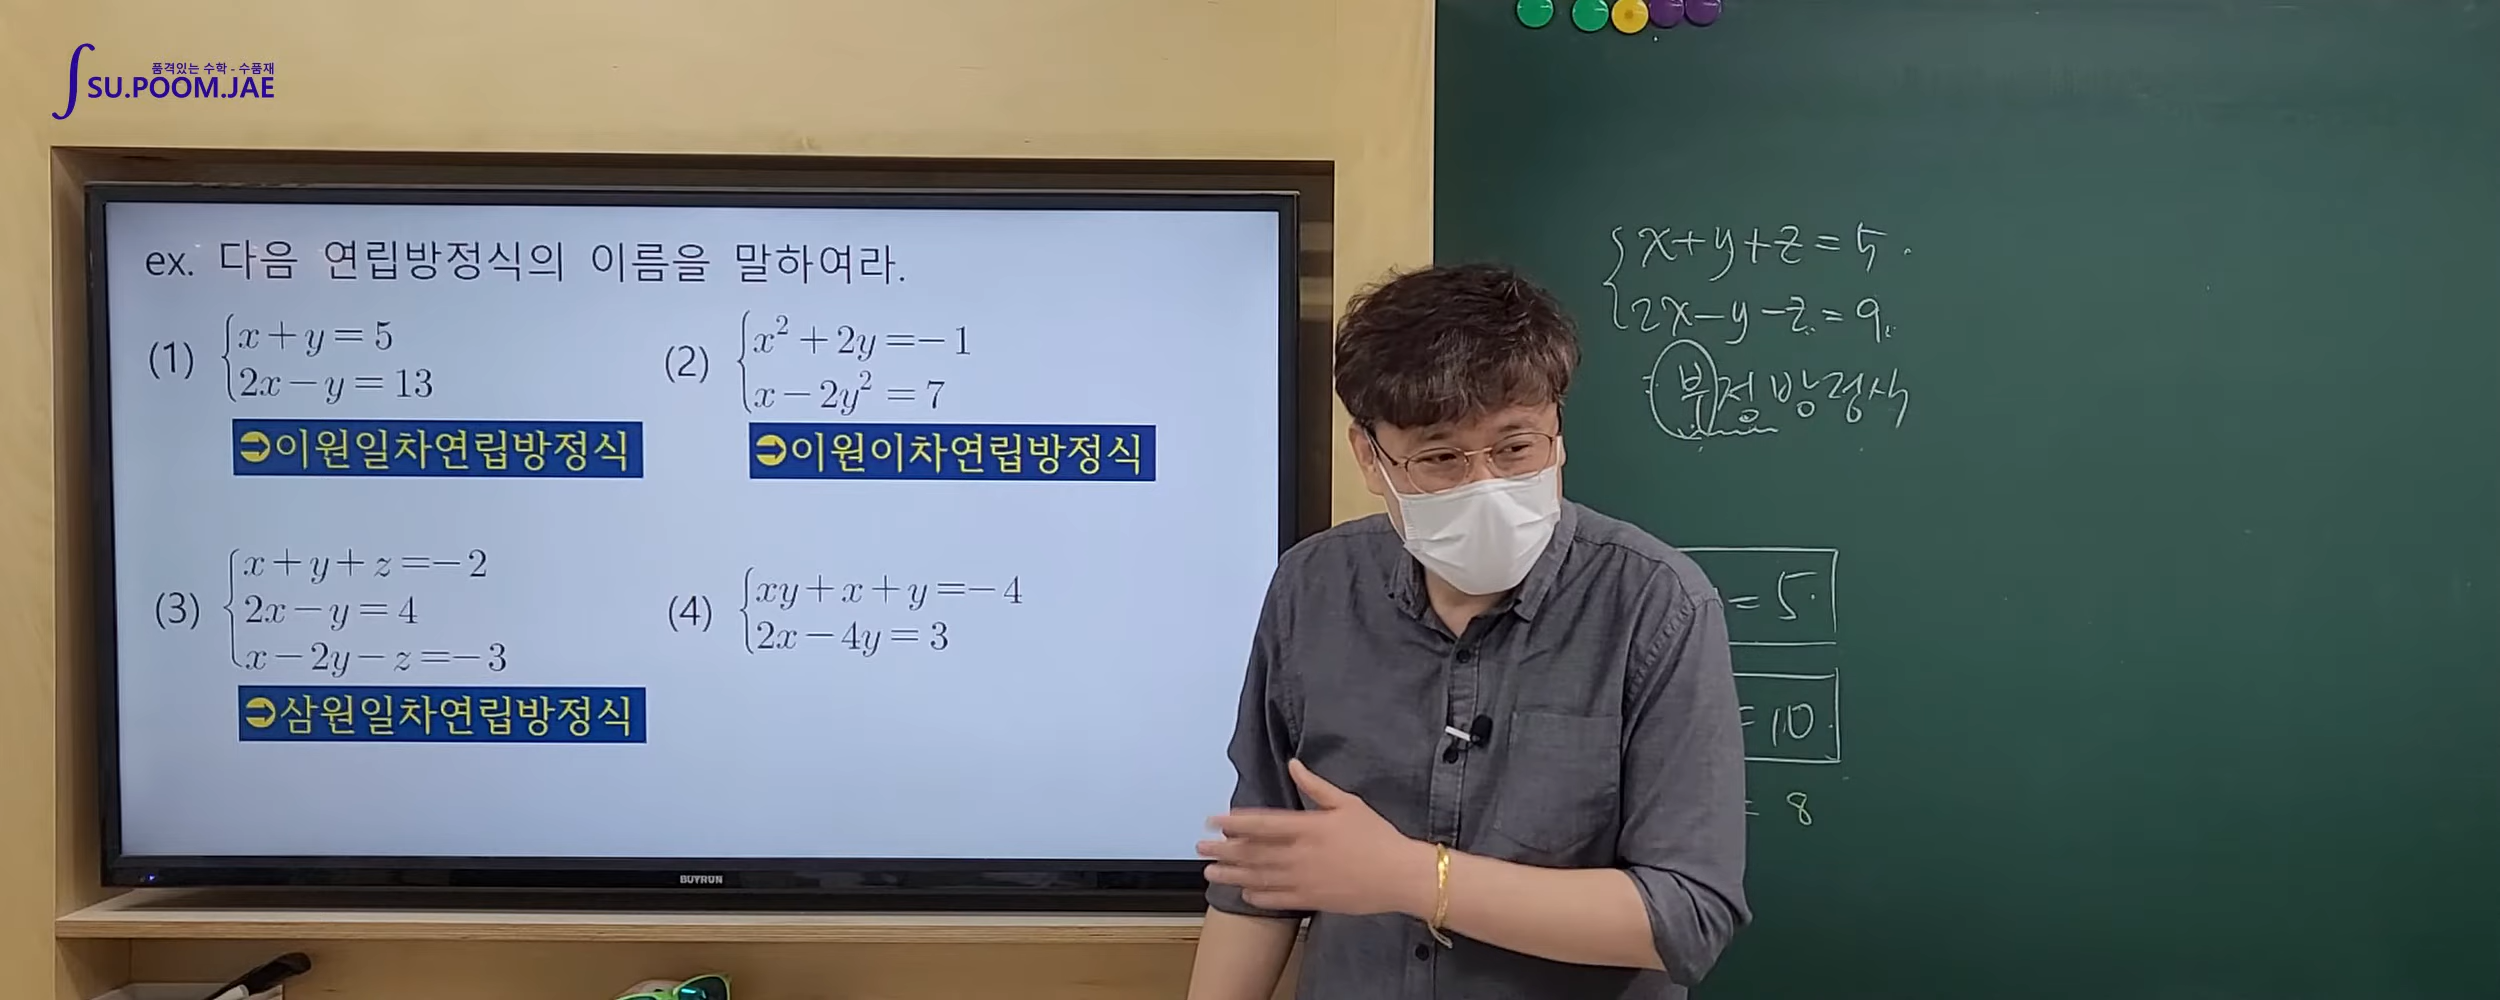 품격있는 수학 - 수품재
SU.POOM.JAE
ex. 다음 연립방정식의 이름을 말하여라.
(1) x+y=5
2x-y=13
➲이원일차연립방정식
(2) x²+2y=-1
x-2y²=7
➲이원이차연립방정식
(3) x+y+z=-2
2x-y=4
x-2y-z=-3
➲삼원일차연립방정식
(4) xy+x+y=-4
2x-4y=3
BUYRUN
x+y+z=5.
2x-y-z=9.
부정방정식
=5.
=10.
=8